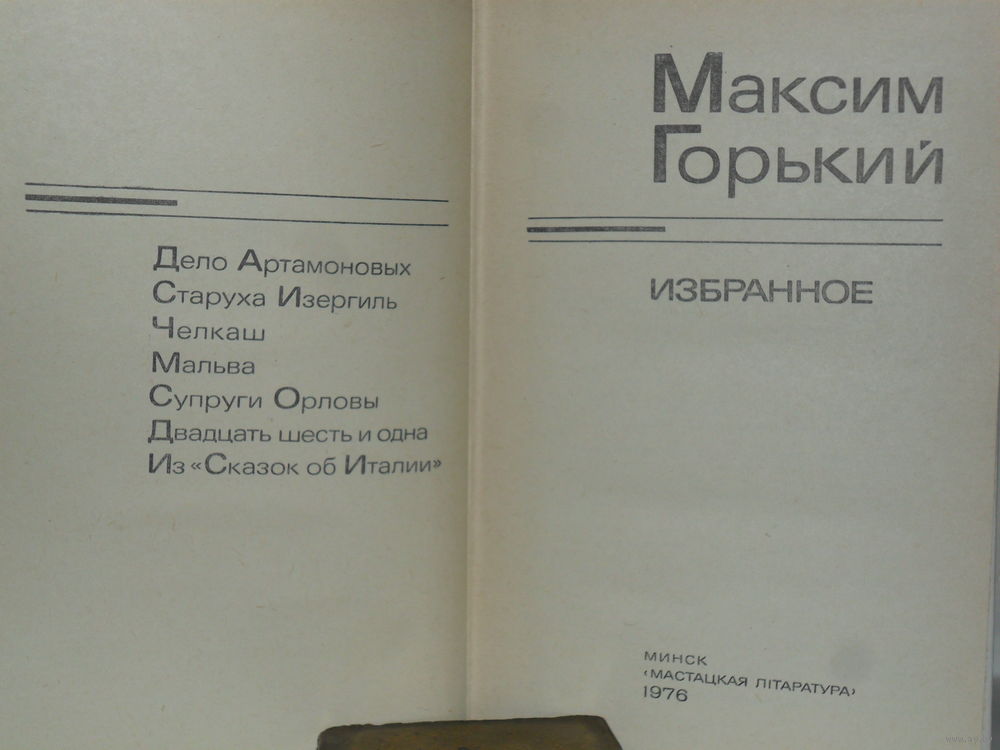 Дело Артамоновых
Старуха Изергиль
Челкаш
Мальва
Супруги Орловы
Двадцать шесть и одна
Из «Сказок об Италии»
Максим
Горький
ИЗБРАННОЕ
МИНСК
«МАСТАЦКАЯ ЛІТАРАТУРА»
1976